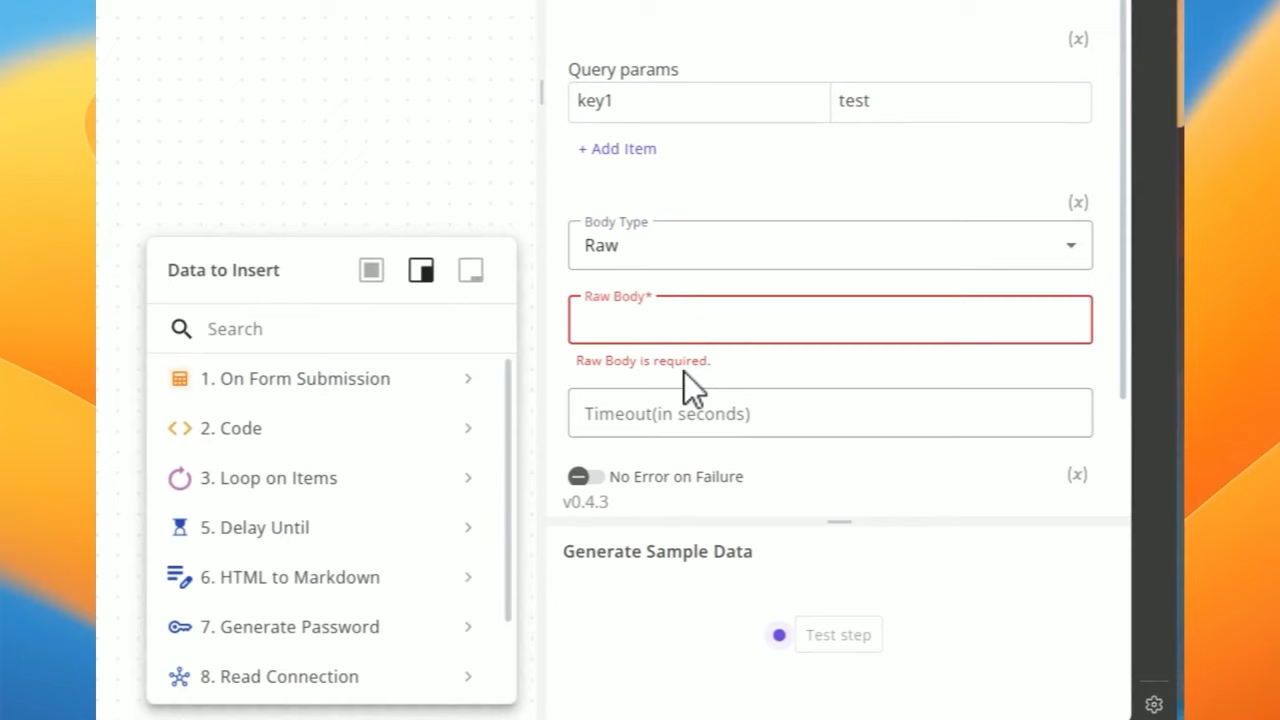 (x)
Query params
key1
test
+ Add Item
(x)
Body Type
Raw
Raw Body*
Raw Body is required.
Timeout(in seconds)
No Error on Failure
(x)
v0.4.3
Generate Sample Data
Test step
Data to Insert
Search
1. On Form Submission
2. Code
3. Loop on Items
5. Delay Until
6. HTML to Markdown
7. Generate Password
8. Read Connection